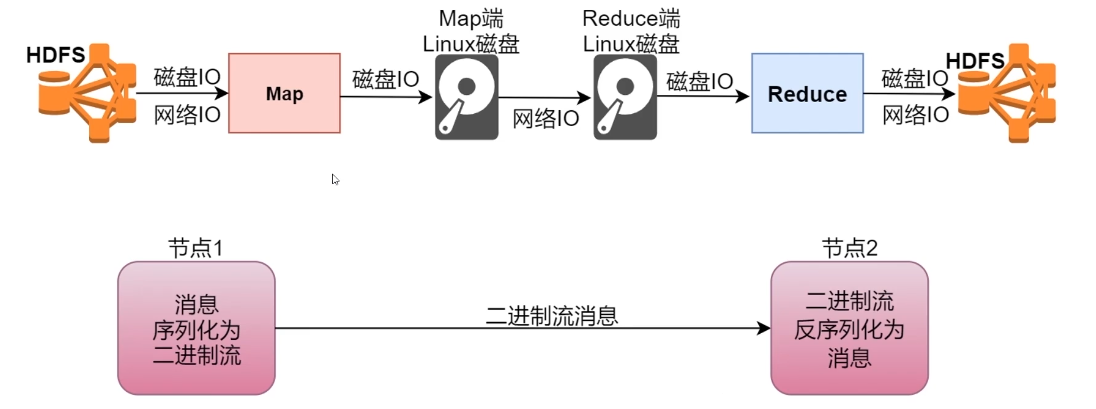 Map端
Linux磁盘
Reduce端
Linux磁盘
HDFS
磁盘IO
网络IO
Map
磁盘IO
网络IO
磁盘IO
Reduce
磁盘IO
网络IO
HDFS
节点1
消息
序列化为
二进制流
二进制流消息
节点2
二进制流
反序列化为
消息